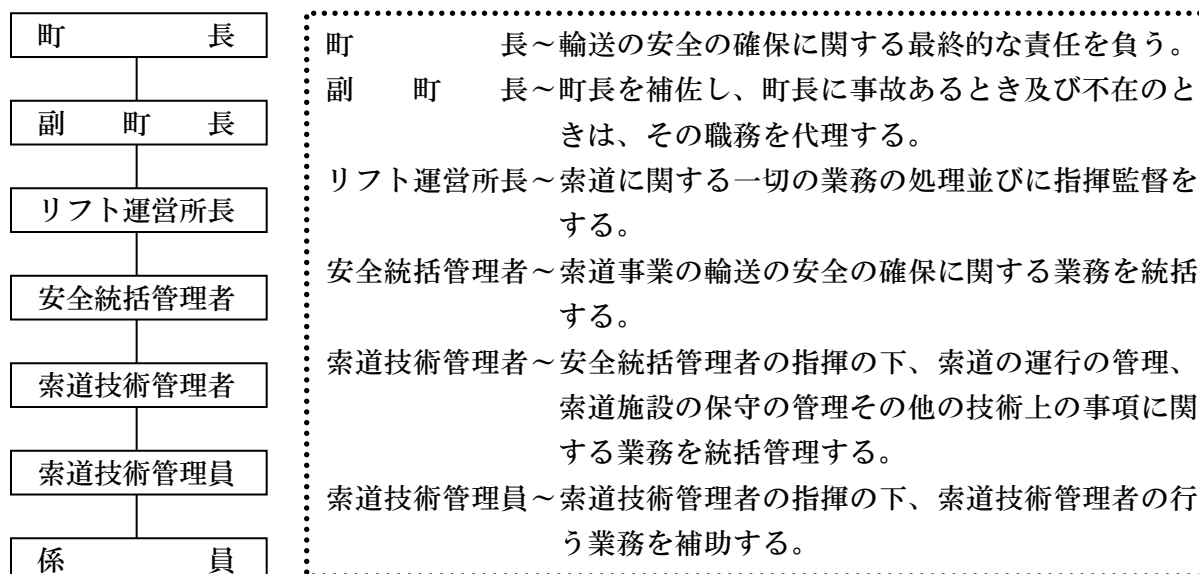 町長
副町長
リフト運営所長
安全統括管理者
索道技術管理者
索道技術管理員
係員
町長～輸送の安全の確保に関する最終的な責任を負う。
副町長～町長を補佐し、町長に事故あるとき及び不在のと
きは、その職務を代理する。
リフト運営所長～索道に関する一切の業務の処理並びに指揮監督を
する。
安全統括管理者～索道事業の輸送の安全の確保に関する業務を統括
する。
索道技術管理者～安全統括管理者の指揮の下、索道の運行の管理、
索道施設の保守の管理その他の技術上の事項に関
する業務を統括管理する。
索道技術管理員～索道技術管理者の指揮の下、索道技術管理者の行
う業務を補助する。